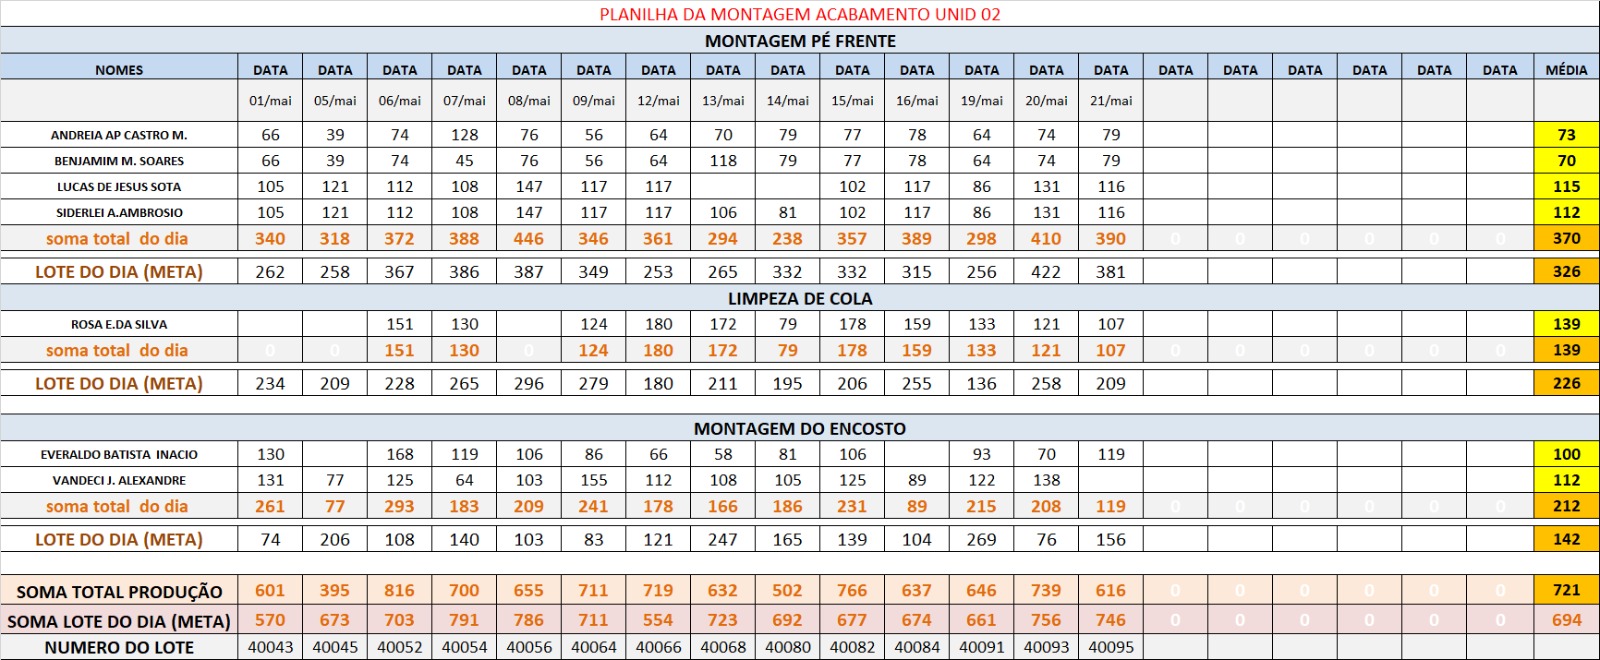 PLANILHA DA MONTAGEM ACABAMENTO UNID 02
MONTAGEM PÉ FRENTE
NOMES DATA DATA DATA DATA DATA DATA DATA DATA DATA DATA DATA DATA DATA DATA DATA DATA DATA DATA DATA DATA MÉDIA
01/mai 05/mai 06/mai 07/mai 08/mai 09/mai 12/mai 13/mai 14/mai 15/mai 16/mai 19/mai 20/mai 21/mai
ANDREIA AP CASTRO M. 66 39 74 128 76 56 64 70 79 77 78 64 74 79 73
BENJAMIM M. SOARES 66 39 74 45 76 56 64 118 79 77 78 64 74 79 70
LUCAS DE JESUS SOTA 105 121 112 108 147 117 117 102 117 86 131 116 115
SIDERLEI A.AMBROSIO 105 121 112 108 147 117 117 106 81 102 117 86 131 116 112
soma total do dia 340 318 372 388 446 346 361 294 238 357 389 298 410 390 0 0 0 0 0 0 370
LOTE DO DIA (META) 262 258 367 386 387 349 253 265 332 332 315 256 422 381 326
LIMPEZA DE COLA
ROSA E.DA SILVA 151 130 124 180 172 79 178 159 133 121 107 139
soma total do dia 0 0 151 130 0 124 180 172 79 178 159 133 121 107 0 0 0 0 0 0 139
LOTE DO DIA (META) 234 209 228 265 296 279 180 211 195 206 255 136 258 209 226
MONTAGEM DO ENCOSTO
EVERALDO BATISTA INACIO 130 168 119 106 86 66 58 81 106 93 70 119 100
VANDECI J. ALEXANDRE 131 77 125 64 103 155 112 108 105 125 89 122 138 112
soma total do dia 261 77 293 183 209 241 178 166 186 231 89 215 208 119 0 0 0 0 0 0 212
LOTE DO DIA (META) 74 206 108 140 103 83 121 247 165 139 104 269 76 156 142
SOMA TOTAL PRODUÇÃO 601 395 816 700 655 711 719 632 502 766 637 646 739 616 0 0 0 0 0 0 721
SOMA LOTE DO DIA (META) 570 673 703 791 786 711 554 723 692 677 674 661 756 746 0 0 0 0 0 0 694
NUMERO DO LOTE 40043 40045 40052 40054 40056 40064 40066 40068 40080 40082 40084 40091 40093 40095